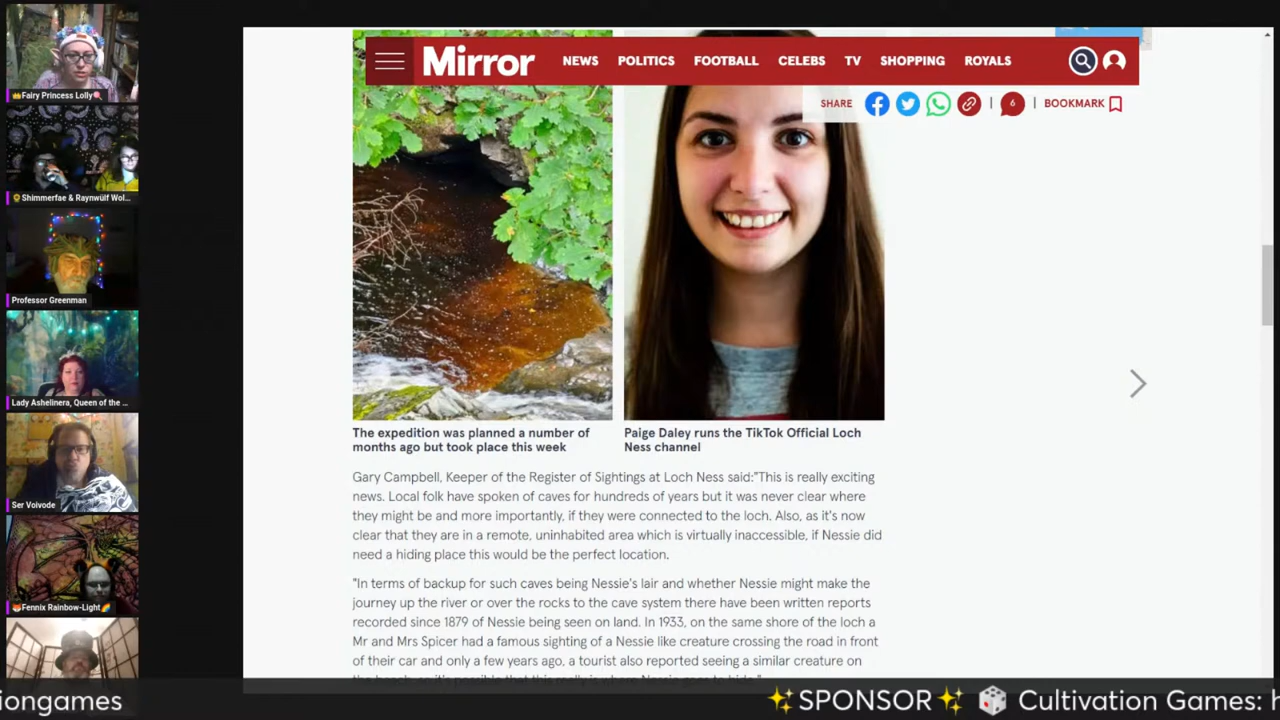 👑Fairy Princess Lolly🍭
🌻Shimmerfae & Raynwülf Wol...
Professor Greenman
Lady Ashelinera, Queen of the ...
Ser Voivode
🦊Fennix Rainbow-Light🌈
Mirror NEWS POLITICS FOOTBALL CELEBS TV SHOPPING ROYALS
SHARE 6 BOOKMARK
The expedition was planned a number of
months ago but took place this week
Paige Daley runs the TikTok Official Loch
Ness channel
Gary Campbell, Keeper of the Register of Sightings at Loch Ness said:"This is really exciting
news. Local folk have spoken of caves for hundreds of years but it was never clear where
they might be and more importantly, if they were connected to the loch. Also, as it's now
clear that they are in a remote, uninhabited area which is virtually inaccessible, if Nessie did
need a hiding place this would be the perfect location.
"In terms of backup for such caves being Nessie's lair and whether Nessie might make the
journey up the river or over the rocks to the cave system there have been written reports
recorded since 1879 of Nessie being seen on land. In 1933, on the same shore of the loch a
Mr and Mrs Spicer had a famous sighting of a Nessie like creature crossing the road in front
of their car and only a few years ago, a tourist also reported seeing a similar creature on
iongames ✨SPONSOR✨ 🎲 Cultivation Games: h